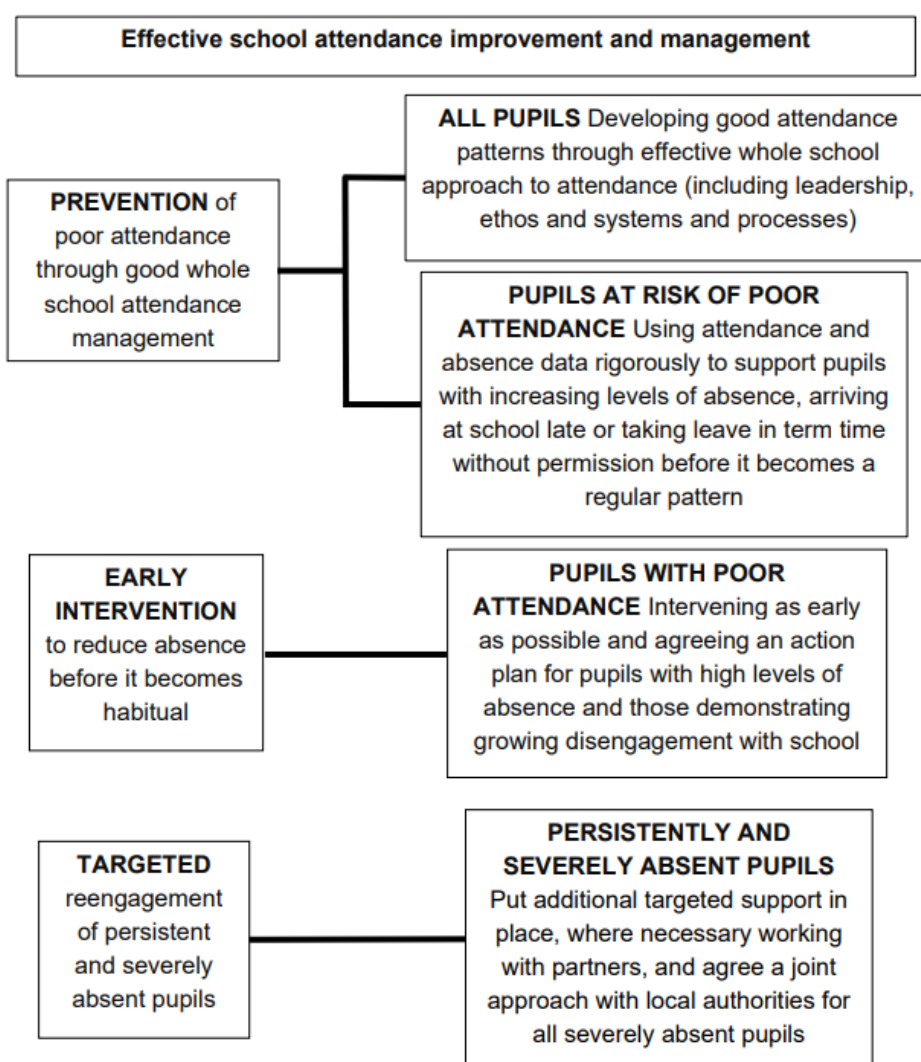 Effective school attendance improvement and management
PREVENTION of
poor attendance
through good whole
school attendance
management
ALL PUPILS Developing good attendance
patterns through effective whole school
approach to attendance (including leadership,
ethos and systems and processes)
PUPILS AT RISK OF POOR
ATTENDANCE Using attendance and
absence data rigorously to support pupils
with increasing levels of absence, arriving
at school late or taking leave in term time
without permission before it becomes a
regular pattern
EARLY
INTERVENTION
to reduce absence
before it becomes
habitual
PUPILS WITH POOR
ATTENDANCE Intervening as early
as possible and agreeing an action
plan for pupils with high levels of
absence and those demonstrating
growing disengagement with school
TARGETED
reengagement
of persistent
and severely
absent pupils
PERSISTENTLY AND
SEVERELY ABSENT PUPILS
Put additional targeted support in
place, where necessary working
with partners, and agree a joint
approach with local authorities for
all severely absent pupils